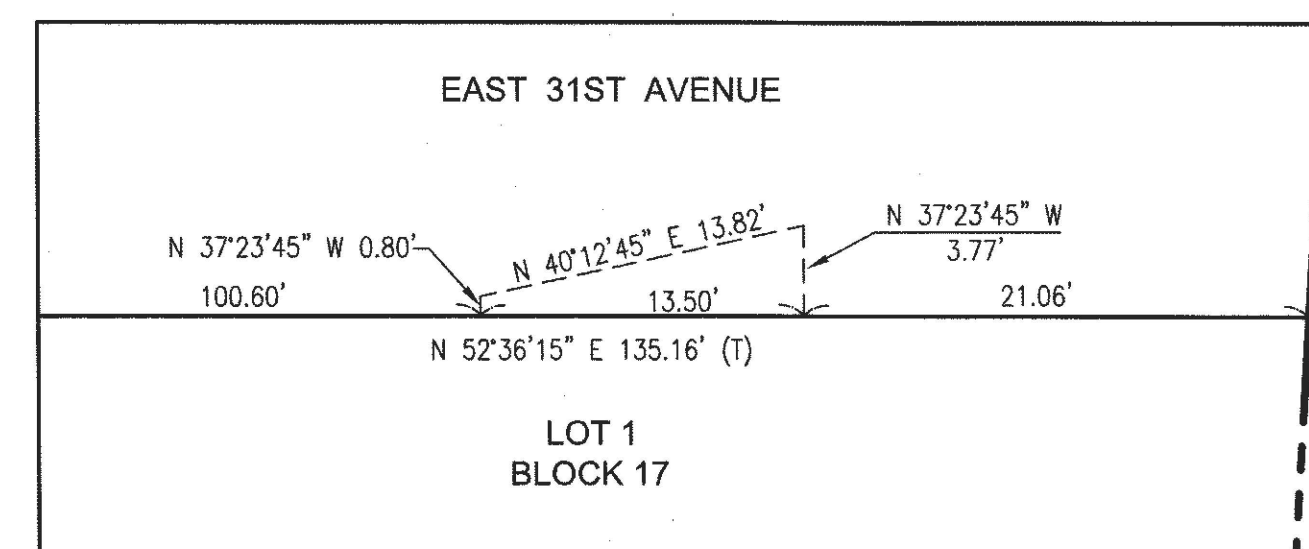 EAST 31ST AVENUE
N 37°23'45" W 0.80'
N 40°12'45" E 13.82'
N 37°23'45" W
3.77'
100.60'
13.50'
21.06'
N 52°36'15" E 135.16' (T)
LOT 1
BLOCK 17